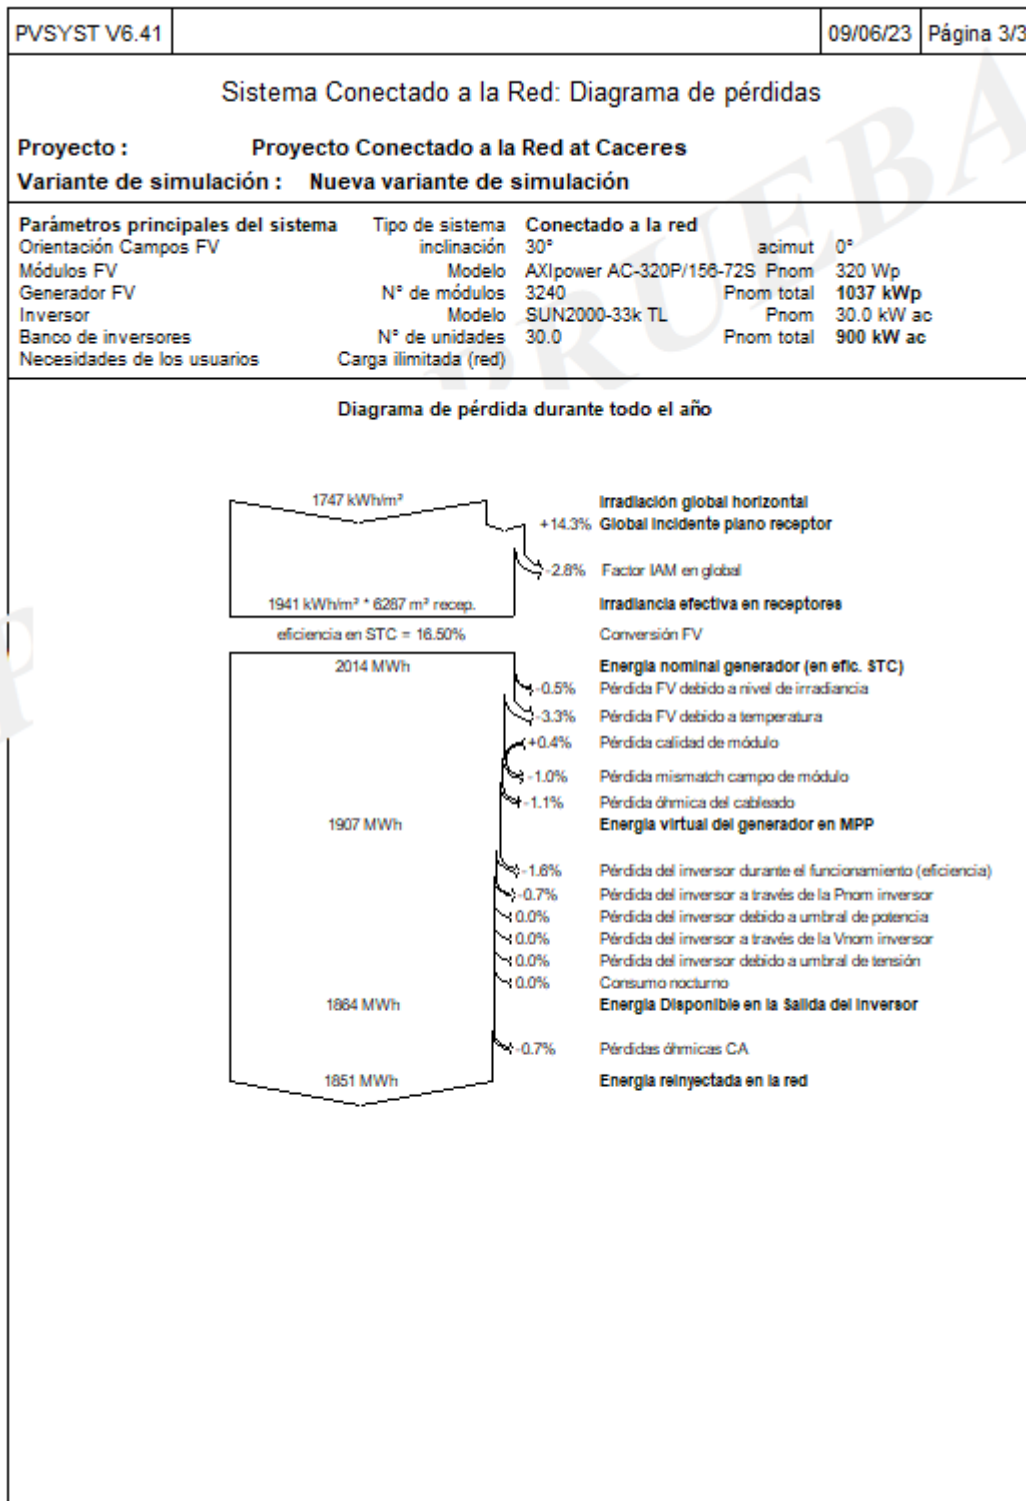 PVSYST V6.41 09/06/23 Página 3/3
Sistema Conectado a la Red: Diagrama de pérdidas
Proyecto : Proyecto Conectado a la Red at Caceres
Variante de simulación : Nueva variante de simulación
Parámetros principales del sistema Tipo de sistema Conectado a la red
Orientación Campos FV inclinación 30° acimut 0°
Módulos FV Modelo AXIpower AC-320P/156-72S Pnom 320 Wp
Generador FV N° de módulos 3240 Pnom total 1037 kWp
Inversor Modelo SUN2000-33k TL Pnom 30.0 kW ac
Banco de inversores N° de unidades 30.0 Pnom total 900 kW ac
Necesidades de los usuarios Carga ilimitada (red)
PRUEBA
Diagrama de pérdida durante todo el año
1747 kWh/m² Irradiación global horizontal
+14.3% Global incidente plano receptor
-2.8% Factor IAM en global
1941 kWh/m² * 6287 m² recep. Irradiancia efectiva en receptores
eficiencia en STC = 16.50% Conversión FV
2014 MWh Energía nominal generador (en efic. STC)
-0.5% Pérdida FV debido a nivel de irradiancia
-3.3% Pérdida FV debido a temperatura
+0.4% Pérdida calidad de módulo
-1.0% Pérdida mismatch campo de módulo
-1.1% Pérdida óhmica del cableado
1907 MWh Energía virtual del generador en MPP
-1.6% Pérdida del inversor durante el funcionamiento (eficiencia)
-0.7% Pérdida del inversor a través de la Pnom inversor
0.0% Pérdida del inversor debido a umbral de potencia
0.0% Pérdida del inversor a través de la Vnom inversor
0.0% Pérdida del inversor debido a umbral de tensión
0.0% Consumo nocturno
1864 MWh Energía Disponible en la Salida del Inversor
-0.7% Pérdidas óhmicas CA
1851 MWh Energía reinyectada en la red